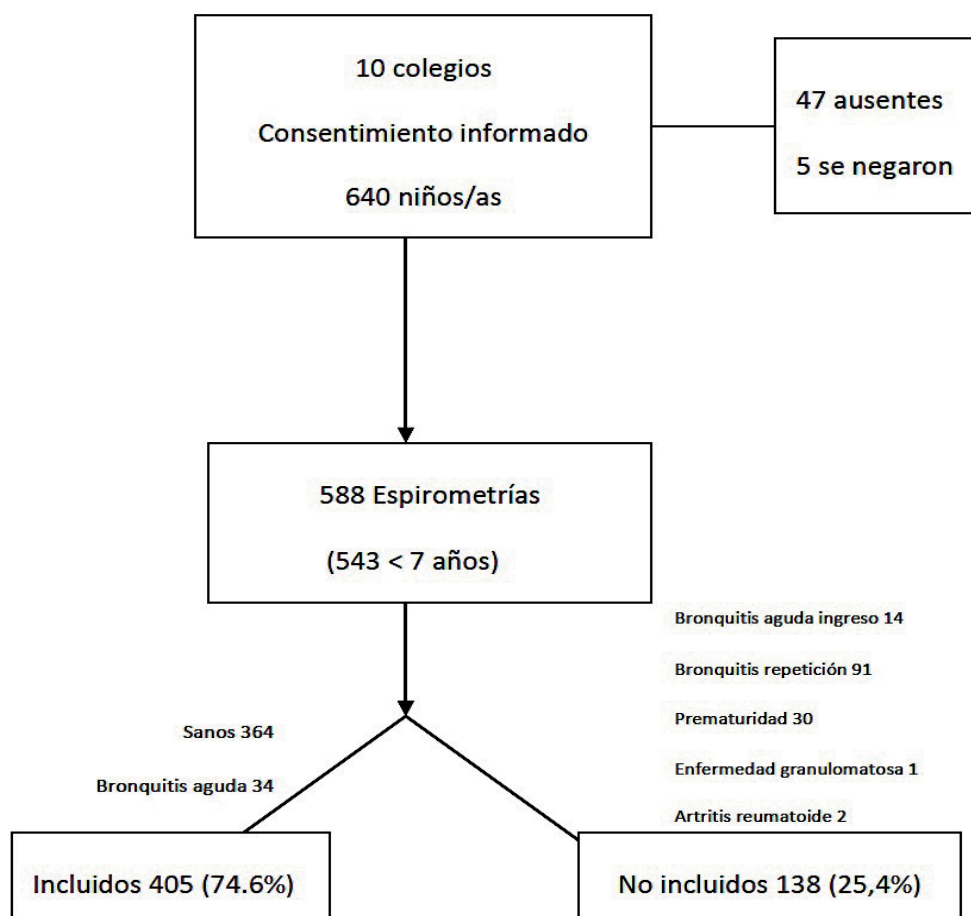 10 colegios
Consentimiento informado
640 niños/as
47 ausentes
5 se negaron
588 Espirometrías
(543 < 7 años)
Sanos 364
Bronquitis aguda 34
Bronquitis aguda ingreso 14
Bronquitis repetición 91
Prematuridad 30
Enfermedad granulomatosa 1
Artritis reumatoide 2
Incluidos 405 (74.6%)
No incluidos 138 (25,4%)